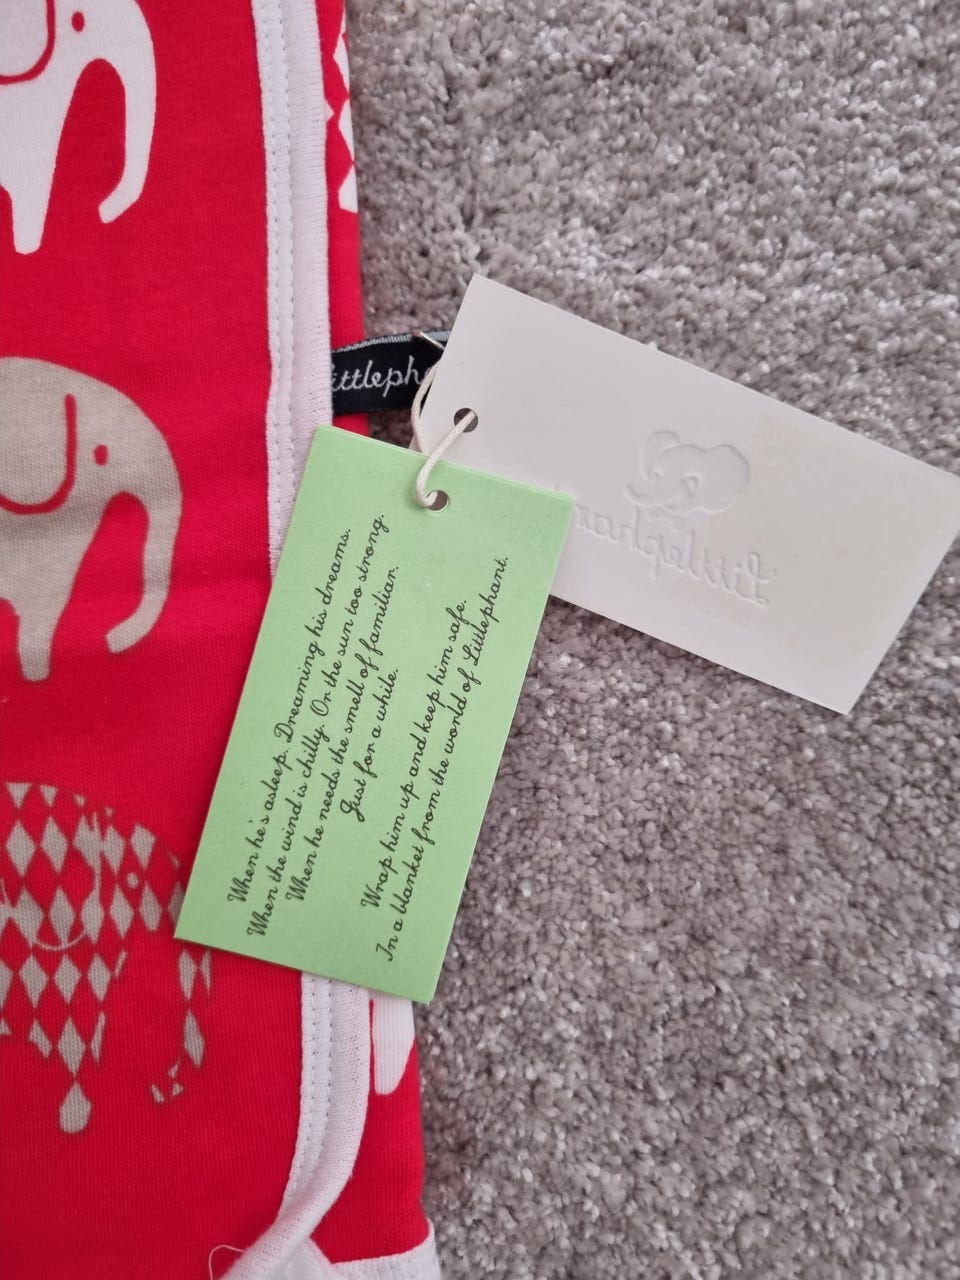 ittlepha
Littlephant
When he's asleep. Dreaming his dreams.
When the wind is chilly. Or the sun too strong.
When he needs the smell of familiar.
Just for a while.
Wrap him up and keep him safe.
In a blanket from the world of Littlephant.